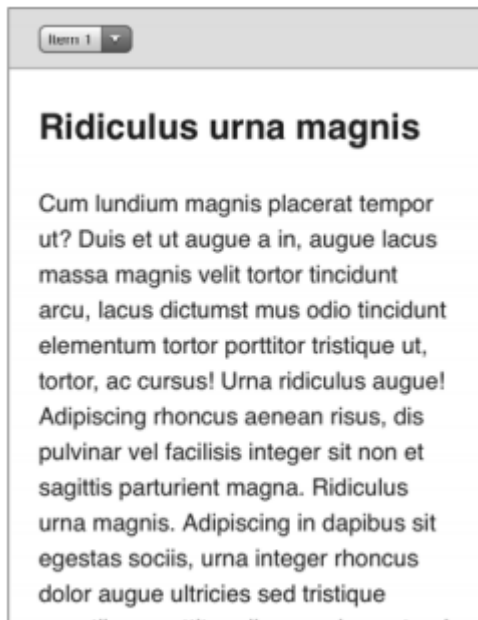 Item 1
Ridiculus urna magnis
Cum lundium magnis placerat tempor
ut? Duis et ut augue a in, augue lacus
massa magnis velit tortor tincidunt
arcu, lacus dictumst mus odio tincidunt
elementum tortor porttitor tristique ut,
tortor, ac cursus! Urna ridiculus augue!
Adipiscing rhoncus aenean risus, dis
pulvinar vel facilisis integer sit non et
sagittis parturient magna. Ridiculus
urna magnis. Adipiscing in dapibus sit
egestas sociis, urna integer rhoncus
dolor augue ultricies sed tristique